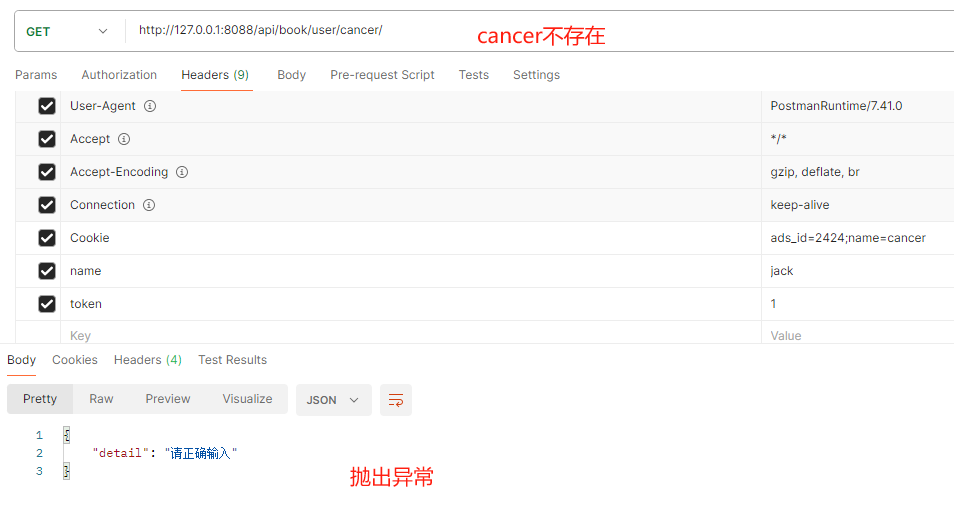 GET http://127.0.0.1:8088/api/book/user/cancer/ cancer不存在
Params Authorization Headers (9) Body Pre-request Script Tests Settings
User-Agent PostmanRuntime/7.41.0
Accept */*
Accept-Encoding gzip, deflate, br
Connection keep-alive
Cookie ads_id=2424;name=cancer
name jack
token 1
Key Value
Body Cookies Headers (4) Test Results
Pretty Raw Preview Visualize JSON
1 {
2 "detail": "请正确输入"
3 }
抛出异常